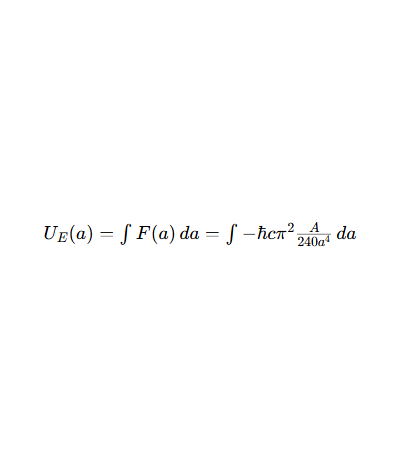 U_E(a) = ∫ F(a) da = ∫ −ħcπ² A/(240a⁴) da